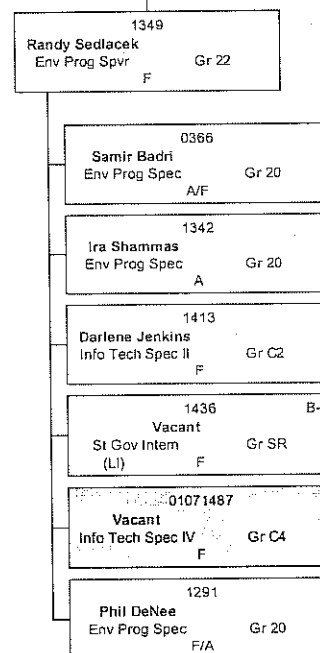 1349
Randy Sedlacek
Env Prog Spvr Gr 22
F
0366
Samir Badri
Env Prog Spec Gr 20
A/F
1342
Ira Shammas
Env Prog Spec Gr 20
A
1413
Darlene Jenkins
Info Tech Spec II Gr C2
F
1436 B-
Vacant
St Gov Intern Gr SR
(LI) F
01071487
Vacant
Info Tech Spec IV Gr C4
F
1291
Phil DeNee
Env Prog Spec Gr 20
F/A